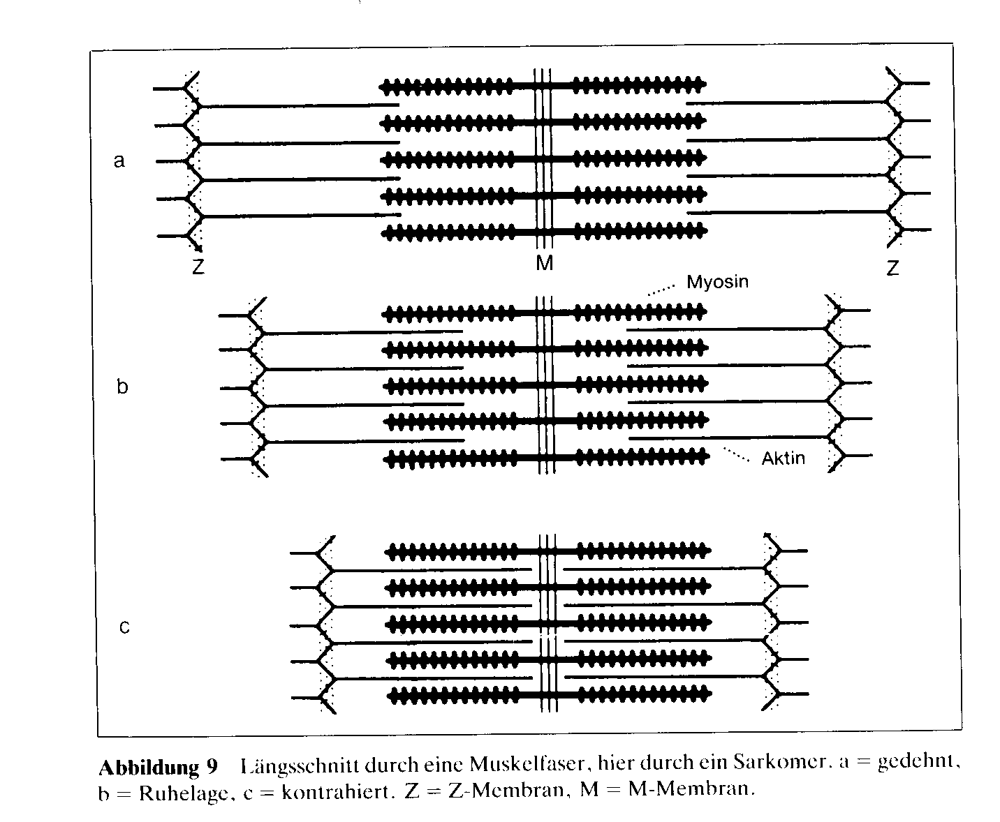 a
Z M Z
Myosin
b
Aktin
c
Abbildung 9 Längsschnitt durch eine Muskelfaser, hier durch ein Sarkomer. a = gedehnt,
b = Ruhelage, c = kontrahiert. Z = Z-Membran, M = M-Membran.